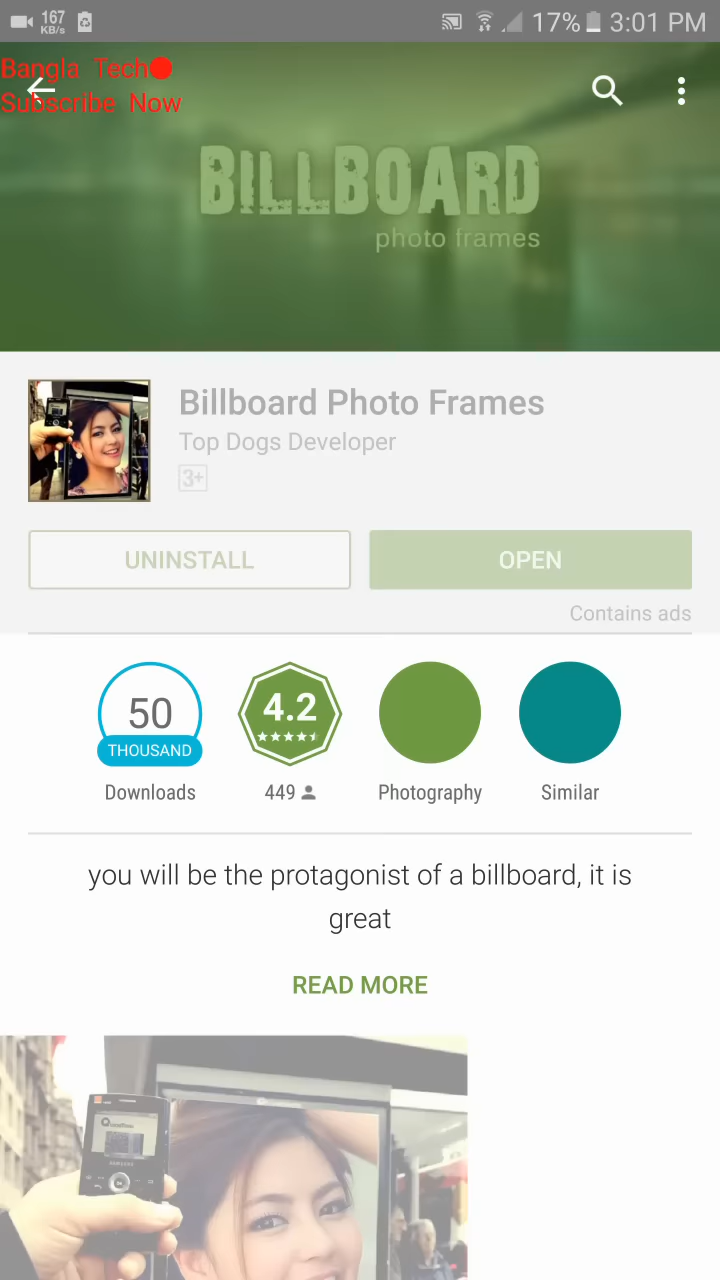 167
KB/s
17%
3:01 PM
Bangla Tech
Subscribe Now
BILLBOARD
photo frames
Billboard Photo Frames
Top Dogs Developer
3+
UNINSTALL
OPEN
Contains ads
50
THOUSAND
4.2
Downloads
449
Photography
Similar
you will be the protagonist of a billboard, it is
great
READ MORE
SAMSUNG